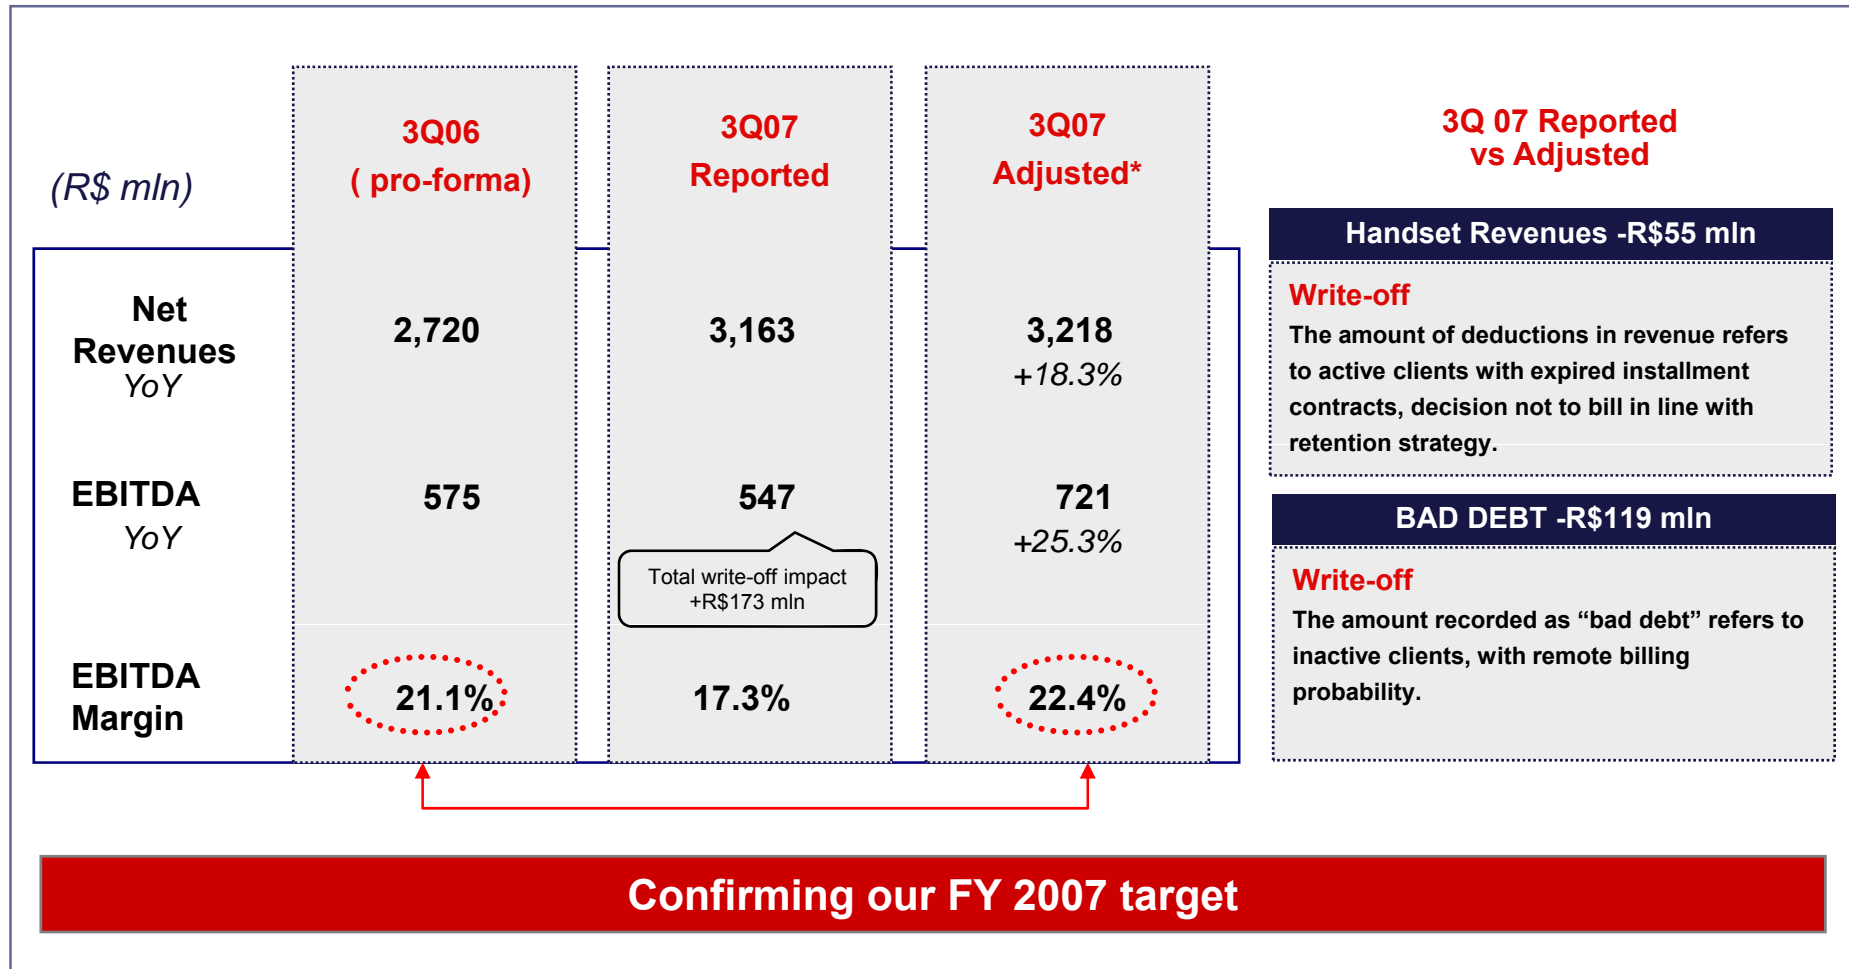 (R$ mln)
3Q06
( pro-forma)
3Q07
Reported
3Q07
Adjusted*
Net
Revenues
YoY
2,720
3,163
3,218
+18.3%
EBITDA
YoY
575
547
721
+25.3%
Total write-off impact
+R$173 mln
EBITDA
Margin
21.1%
17.3%
22.4%
3Q 07 Reported
vs Adjusted
Handset Revenues -R$55 mln
Write-off
The amount of deductions in revenue refers
to active clients with expired installment
contracts, decision not to bill in line with
retention strategy.
BAD DEBT -R$119 mln
Write-off
The amount recorded as “bad debt” refers to
inactive clients, with remote billing
probability.
Confirming our FY 2007 target